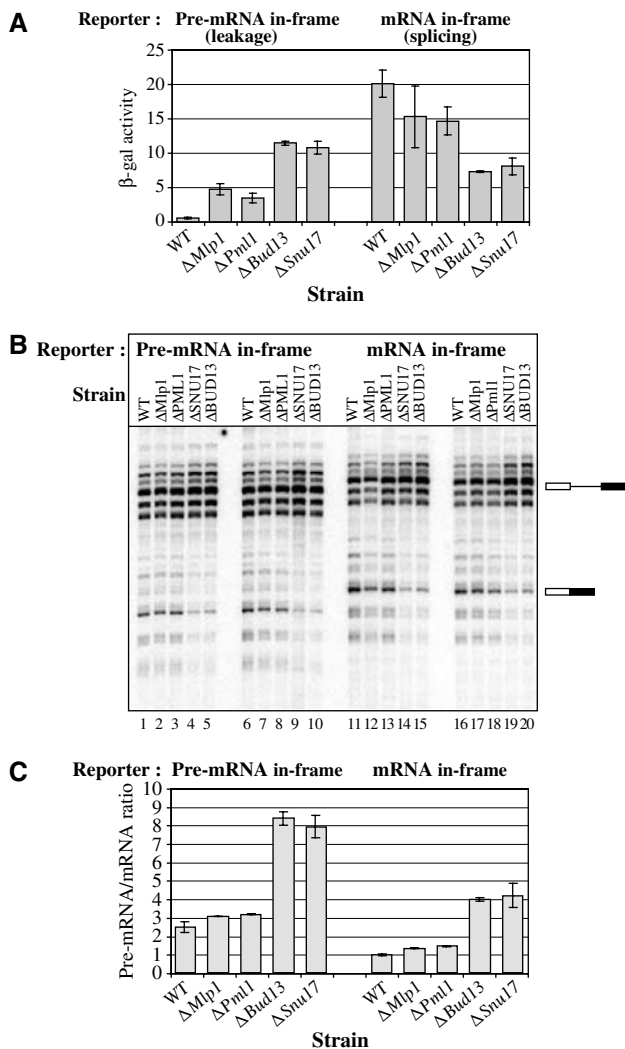 A
Reporter : Pre-mRNA in-frame mRNA in-frame
(leakage) (splicing)
β-gal activity
25
20
15
10
5
0
WT ΔMlp1 ΔPml1 ΔBud13 ΔSnu17 WT ΔMlp1 ΔPml1 ΔBud13 ΔSnu17
Strain
B
Reporter : Pre-mRNA in-frame mRNA in-frame
Strain
WT ΔMlp1 ΔPML1 ΔSNU17 ΔBUD13 WT ΔMlp1 ΔPML1 ΔSNU17 ΔBUD13 WT ΔMlp1 ΔPML1 ΔSNU17 ΔBUD13 WT ΔMlp1 ΔPml1 ΔSNU17 ΔBUD13
1 2 3 4 5 6 7 8 9 10 11 12 13 14 15 16 17 18 19 20
C
Reporter : Pre-mRNA in-frame mRNA in-frame
Pre-mRNA/mRNA ratio
10
9
8
7
6
5
4
3
2
1
0
WT ΔMlp1 ΔPml1 ΔBud13 ΔSnu17 WT ΔMlp1 ΔPml1 ΔBud13 ΔSnu17
Strain